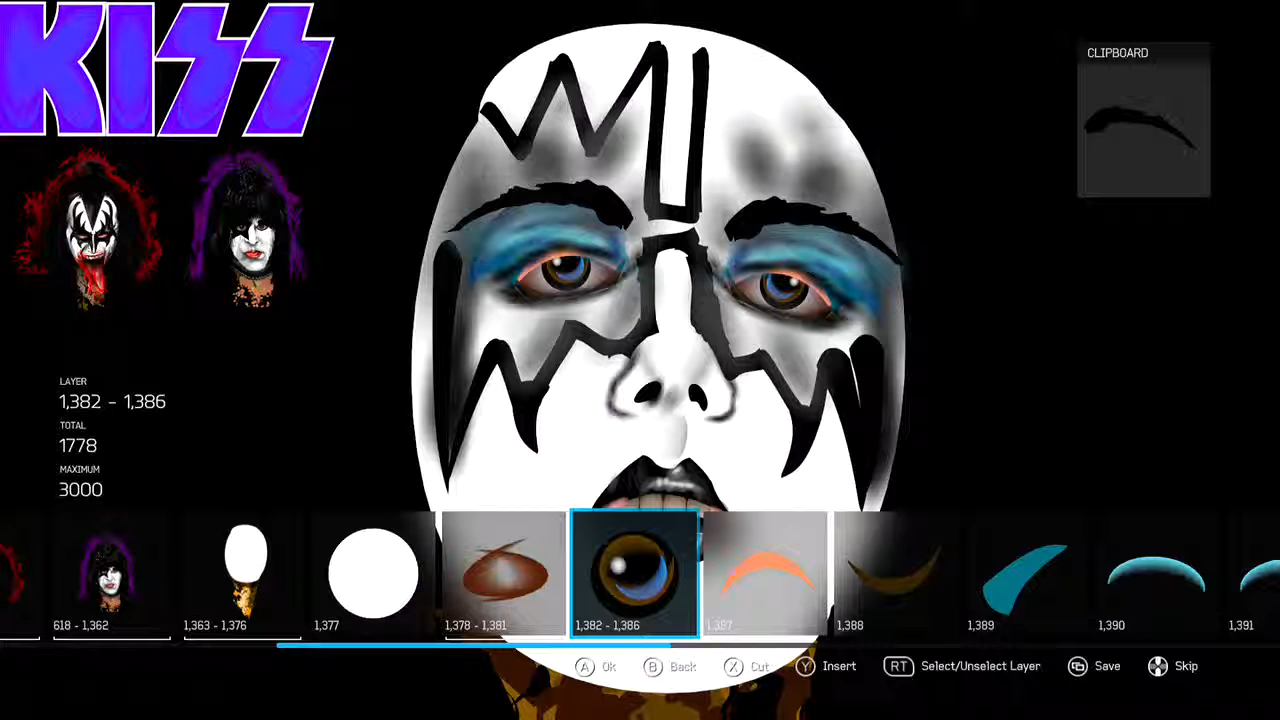 KISS
CLIPBOARD
LAYER
1,382 - 1,386
TOTAL
1778
MAXIMUM
3000
618 - 1,362
1,363 - 1,376
1,377
1,378 - 1,381
1,382 - 1,386
1,387
1,388
1,389
1,390
1,391
A Ok B Back X Cut Y Insert RT Select/Unselect Layer Save Skip